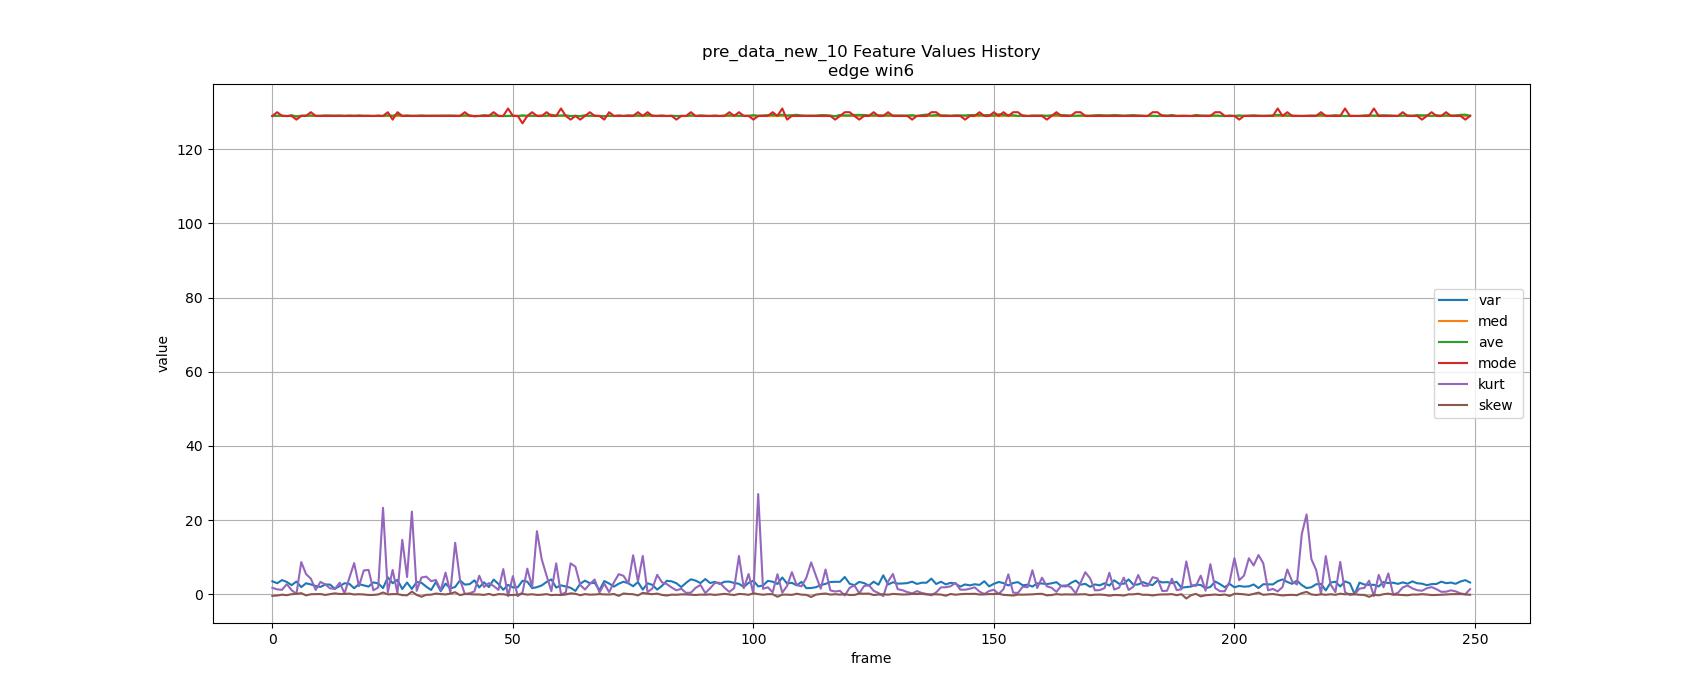 pre_data_new_10 Feature Values History
edge win6
120
100
80
60
40
20
0
value
var
med
ave
mode
kurt
skew
0
50
100
150
200
250
frame